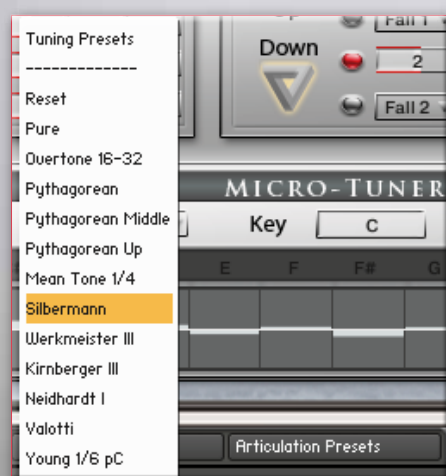 Tuning Presets
-------------
Reset
Pure
Overtone 16-32
Pythagorean
Pythagorean Middle
Pythagorean Up
Mean Tone 1/4
Silbermann
Werkmeister III
Kirnberger III
Neidhardt I
Valotti
Young 1/6 pC
Fall 1
Down
2
Fall 2
MICRO-TUNER
Key
C
E F F# G
Articulation Presets